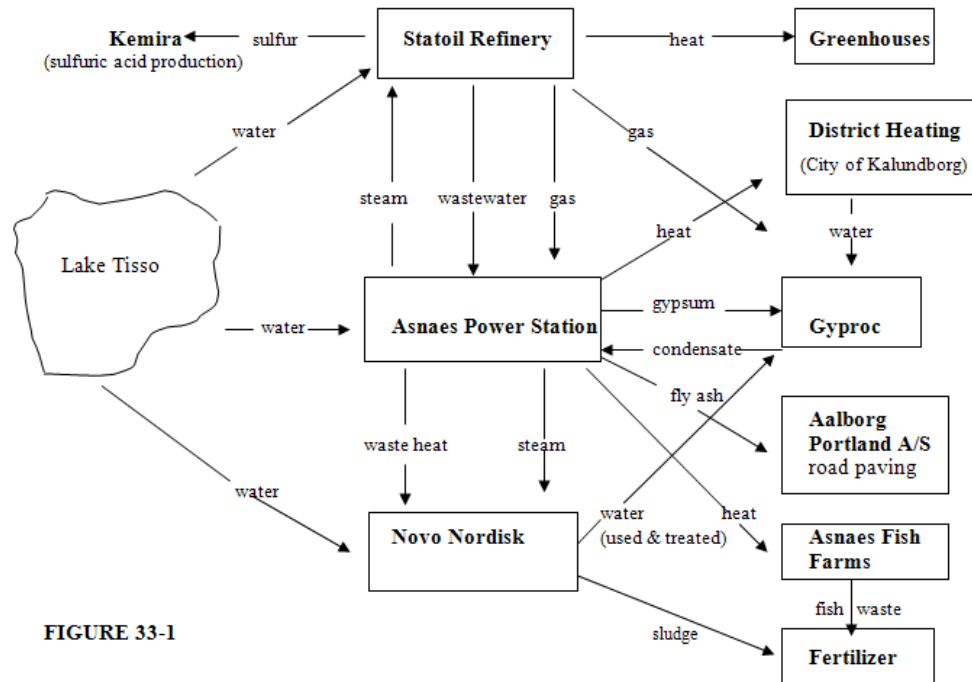 Kemira
(sulfuric acid production)
sulfur
Statoil Refinery
heat
Greenhouses
water
gas
District Heating
(City of Kalundborg)
steam
wastewater
gas
heat
water
Lake Tisso
water
Asnaes Power Station
gypsum
Gyproc
condensate
fly ash
Aalborg
Portland A/S
road paving
waste heat
steam
water
water
(used & treated)
heat
Novo Nordisk
Asnaes Fish
Farms
fish waste
FIGURE 33-1
sludge
Fertilizer